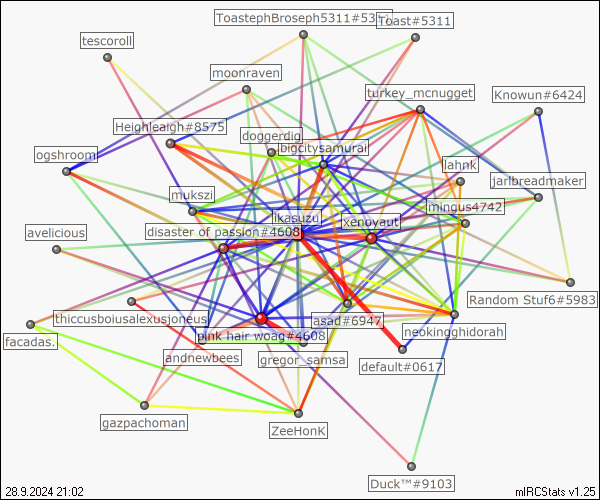 ToastephBroseph5311#53
Toast#5311
tescoroll
moonraven
turkey_mcnugget
Knowun#6424
Heighleaigh#8575
doggerdig
bigcitysamurai
ogshroom
lahnk
jarlbreadmaker
mukszi
mingus4742
ikasuzu
xenoyaut
avelicious
disaster of passion#4608
Random Stuf6#5983
thiccusboiusalexusjoneus
asad#6947
neokingghidorah
facadas.
pink hair woag#4608
andnewbees
gregor_samsa
default#0617
gazpachoman
ZeeHonK
Duck™#9103
28.9.2024 21:02
mIRCStats v1.25